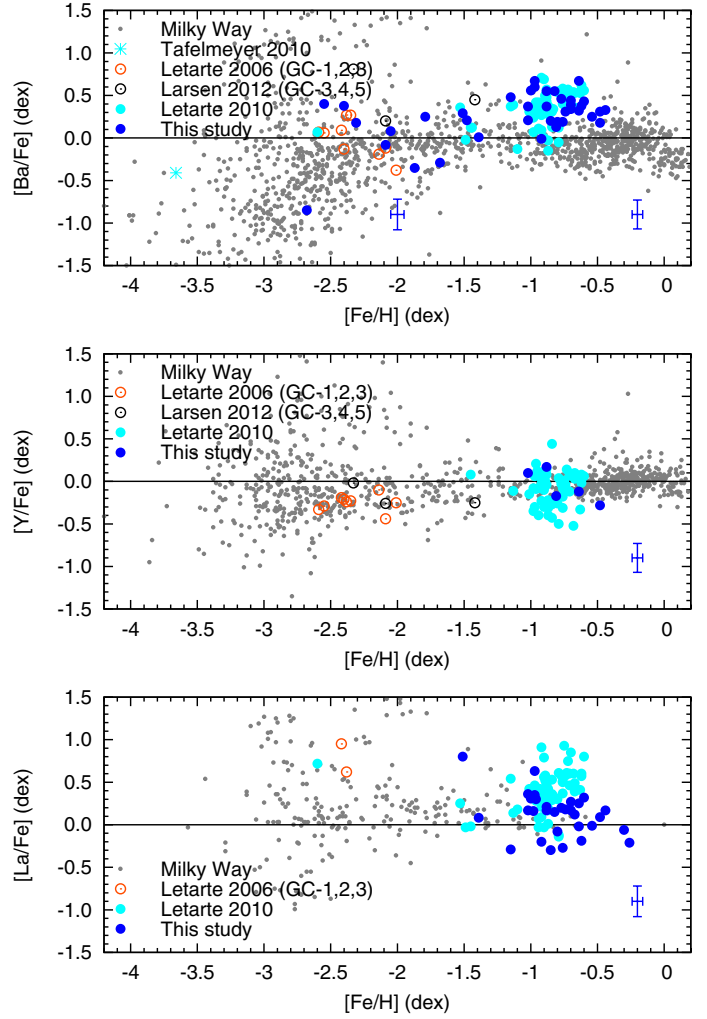 1.5
1.0
0.5
0.0
-0.5
-1.0
1.5
[Ba/Fe] (dex)
Milky Way
Tafelmeyer 2010
Letarte 2006 (GC-1,2,3)
Larsen 2012 (GC-3,4,5)
Letarte 2010
This study
-4 -3.5 -3 -2.5 -2 -1.5 -1 -0.5 0
[Fe/H] (dex)
1.5
1.0
0.5
0.0
-0.5
-1.0
1.5
[Y/Fe] (dex)
Milky Way
Letarte 2006 (GC-1,2,3)
Larsen 2012 (GC-3,4,5)
Letarte 2010
This study
-4 -3.5 -3 -2.5 -2 -1.5 -1 -0.5 0
[Fe/H] (dex)
1.5
1.0
0.5
0.0
-0.5
-1.0
1.5
[La/Fe] (dex)
Milky Way
Letarte 2006 (GC-1,2,3)
Letarte 2010
This study
-4 -3.5 -3 -2.5 -2 -1.5 -1 -0.5 0
[Fe/H] (dex)